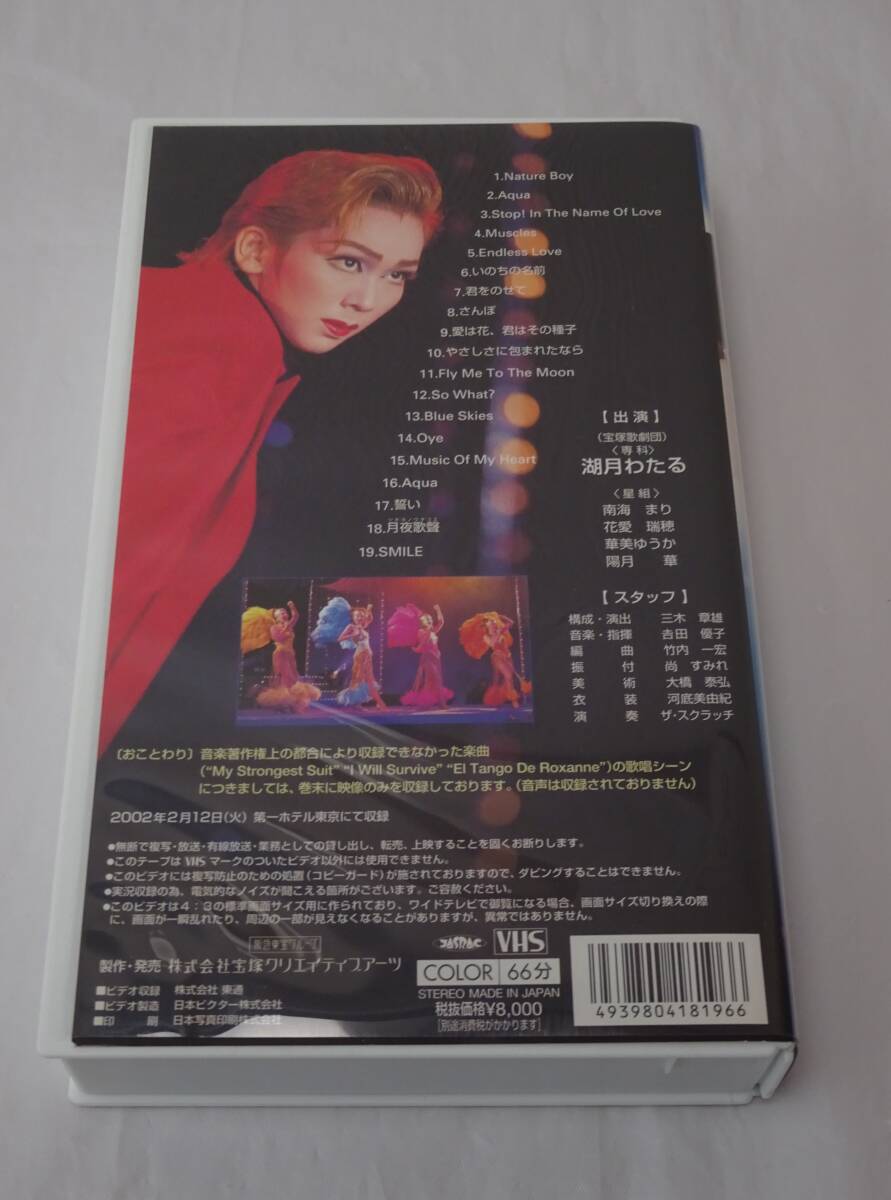 1.Nature Boy
2.Aqua
3.Stop! In The Name Of Love
4.Muscles
5.Endless Love
6.いのちの名前
7.君をのせて
8.さんぽ
9.愛は花、君はその種子
10.やさしさに包まれたなら
11.Fly Me To The Moon
12.So What?
13.Blue Skies
14.Oye
15.Music Of My Heart
16.Aqua
17.誓い
18.月夜歌聲
19.SMILE
【出演】
（宝塚歌劇団）
〈専科〉
湖月わたる
〈星組〉
南海 まり
花愛 瑞穂
華美ゆうか
陽月 華
【スタッフ】
構成・演出 三木 章雄
音楽・指揮 吉田 優子
編曲 竹内 一宏
振付 尚 すみれ
美術 大橋 泰弘
衣装 河底美由紀
演奏 ザ・スクラッチ
〔おことわり〕音楽著作権上の都合により収録できなかった楽曲
（“My Strongest Suit” “I Will Survive” “El Tango De Roxanne”）の歌唱シーン
につきましては、巻末に映像のみを収録しております。（音声は収録されておりません）
2002年2月12日(火) 第一ホテル東京にて収録
●無断で複写・放送・有線放送・業務としての貸し出し、転売、上映することを固くお断りします。
●このテープは VHS マークのついたビデオ以外には使用できません。
●このビデオには複写防止のための処置（コピーガード）が施されておりますので、ダビングすることはできません。
●実況収録の為、電気的なノイズが聞こえる箇所がございます。ご容赦ください。
●このビデオは4：3の標準画面サイズ用に作られており、ワイドテレビで御覧になる場合、画面サイズ切り換えの際
に、画面が一瞬乱れたり、周辺の一部が見えなくなることがありますが、異常ではありません。
阪急東宝グループ
製作・発売 株式会社宝塚クリエイティブアーツ
■ビデオ収録 株式会社 東通
■ビデオ製造 日本ビクター株式会社
■印刷 日本写真印刷株式会社
JASRAC
VHS
COLOR 66分
STEREO MADE IN JAPAN
税抜価格¥8,000
[別途消費税がかかります]
4939804181966